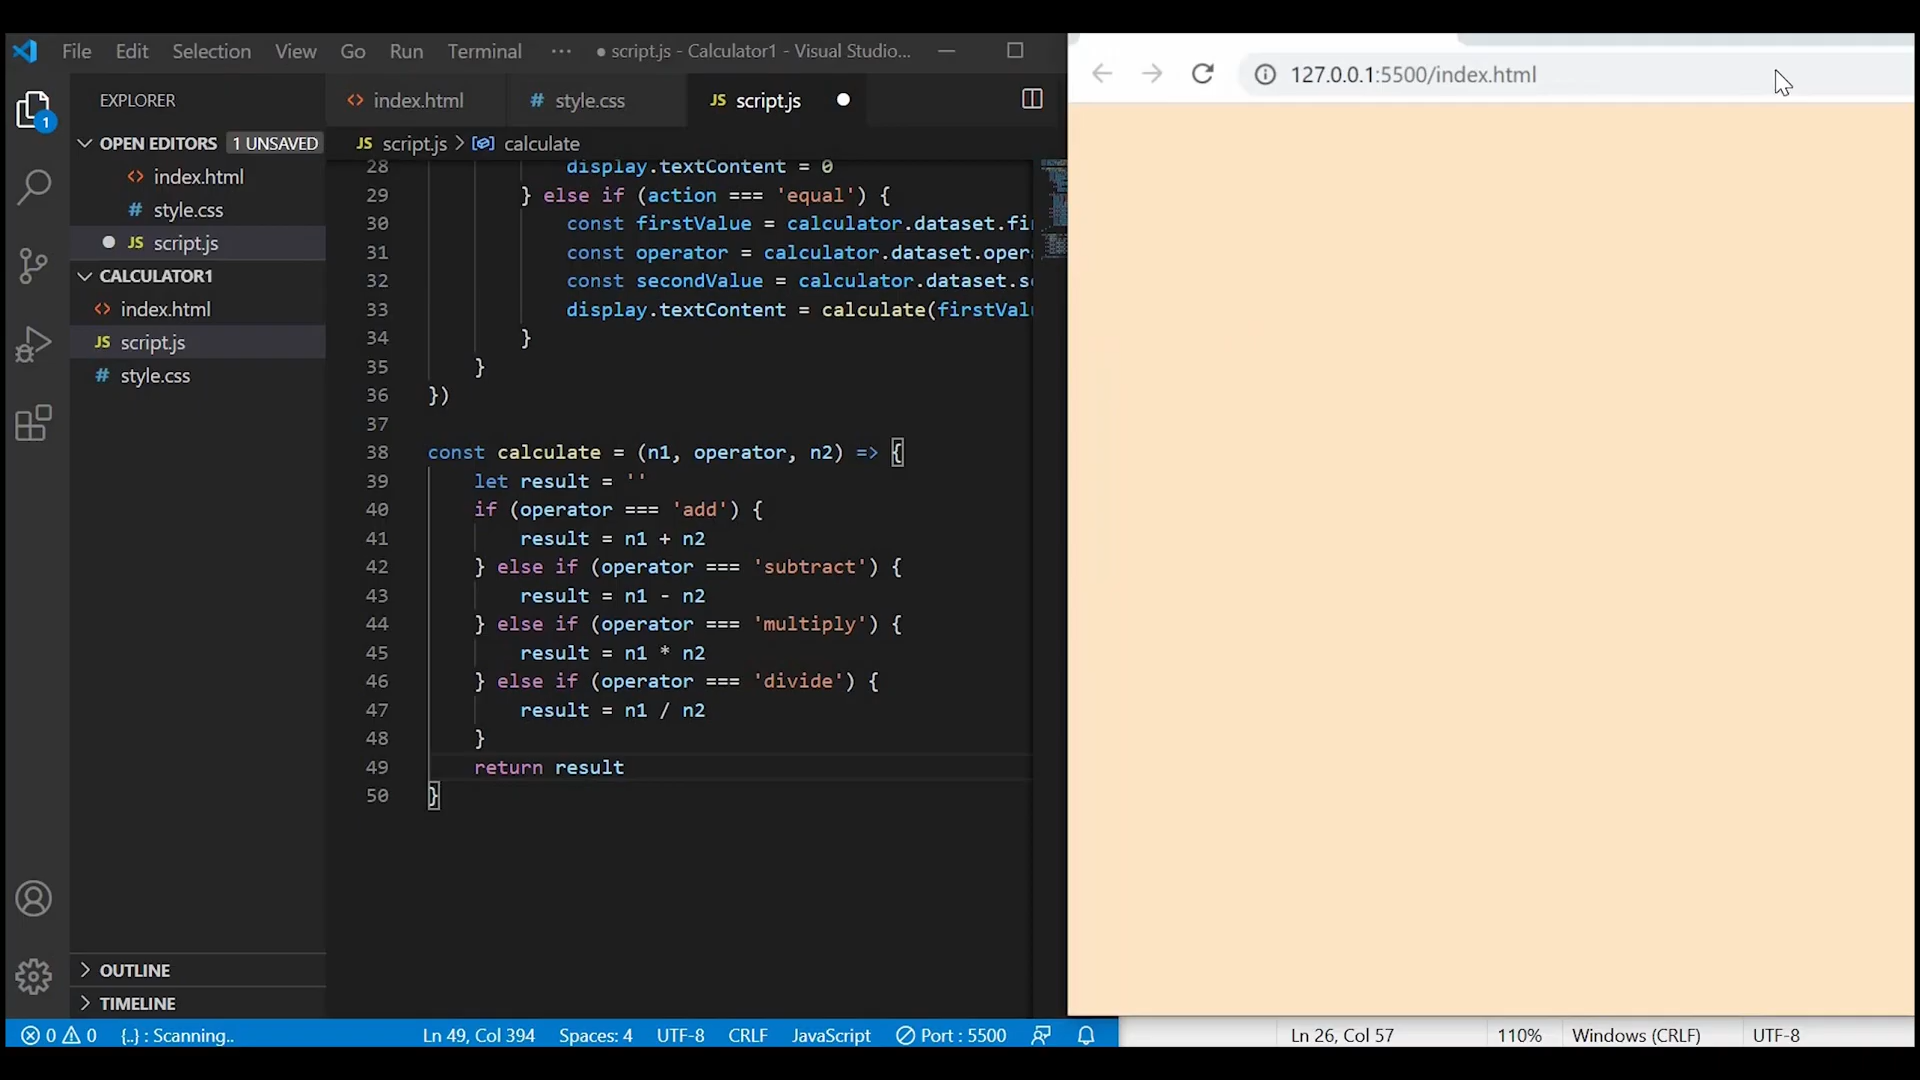 File Edit Selection View Go Run Terminal ··· ● script.js - Calculator1 - Visual Studio...
127.0.0.1:5500/index.html
EXPLORER
OPEN EDITORS 1 UNSAVED
index.html
# style.css
JS script.js
CALCULATOR1
index.html
JS script.js
# style.css
OUTLINE
TIMELINE
1
index.html # style.css JS script.js
JS script.js > calculate
28 display.textContent = 0
29 } else if (action === 'equal') {
30 const firstValue = calculator.dataset.fi
31 const operator = calculator.dataset.oper
32 const secondValue = calculator.dataset.s
33 display.textContent = calculate(firstVal
34 }
35 }
36 })
37
38 const calculate = (n1, operator, n2) => {
39 let result = ''
40 if (operator === 'add') {
41 result = n1 + n2
42 } else if (operator === 'subtract') {
43 result = n1 - n2
44 } else if (operator === 'multiply') {
45 result = n1 * n2
46 } else if (operator === 'divide') {
47 result = n1 / n2
48 }
49 return result
50 }
0 0 {..} : Scanning.. Ln 49, Col 394 Spaces: 4 UTF-8 CRLF JavaScript Port : 5500
Ln 26, Col 57 110% Windows (CRLF) UTF-8